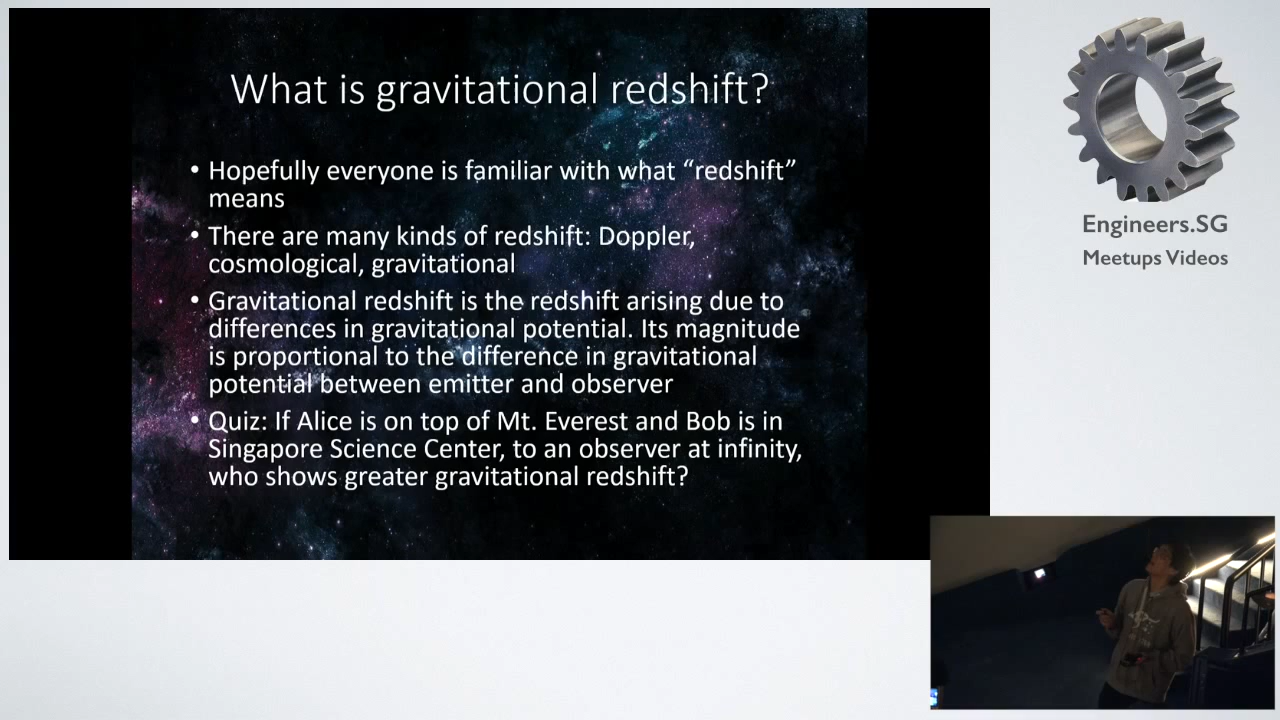 What is gravitational redshift?
• Hopefully everyone is familiar with what “redshift”
means
• There are many kinds of redshift: Doppler,
cosmological, gravitational
• Gravitational redshift is the redshift arising due to
differences in gravitational potential. Its magnitude
is proportional to the difference in gravitational
potential between emitter and observer
• Quiz: If Alice is on top of Mt. Everest and Bob is in
Singapore Science Center, to an observer at infinity,
who shows greater gravitational redshift?
Engineers.SG
Meetups Videos